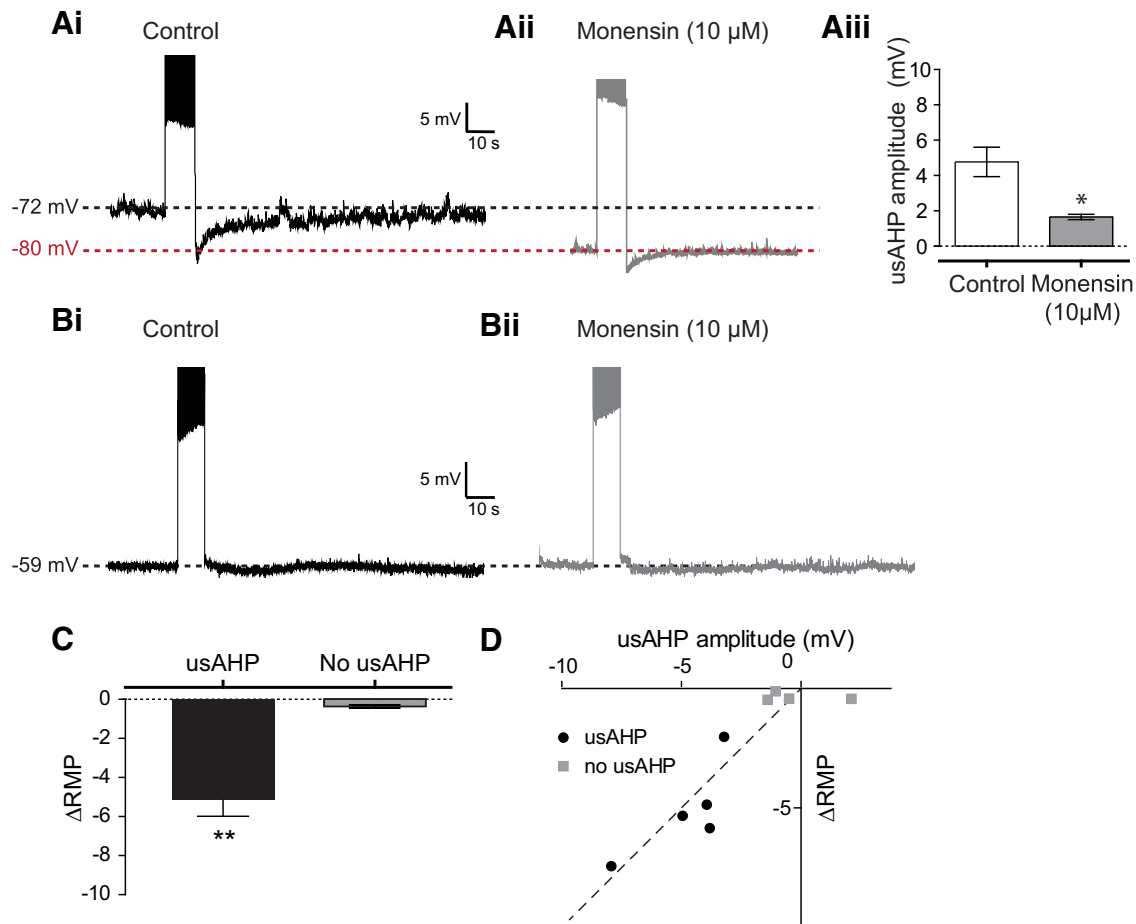 Ai
Control
Aii
Monensin (10 µM)
Aiii
5 mV
10 s
-72 mV
-80 mV
usAHP amplitude (mV)
10
8
6
4
2
0
*
Control
Monensin
(10µM)
Bi
Control
Bii
Monensin (10 µM)
5 mV
10 s
-59 mV
C
usAHP
No usAHP
ΔRMP
0
-2
-4
-6
-8
-10
**
D
usAHP amplitude (mV)
-10
-5
0
usAHP
no usAHP
-5
ΔRMP